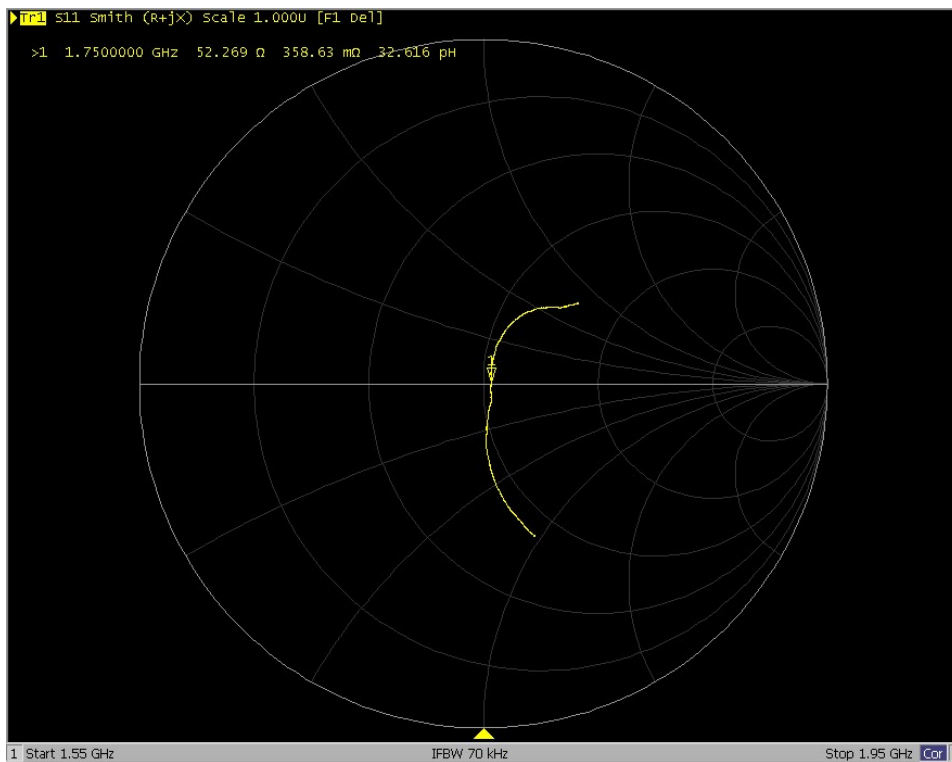 Tr1 S11 Smith (R+jX) Scale 1.000U [F1 Del]
>1 1.7500000 GHz 52.269 Ω 358.63 mΩ 32.616 pH
1
1 Start 1.55 GHz IFBW 70 kHz Stop 1.95 GHz Cor